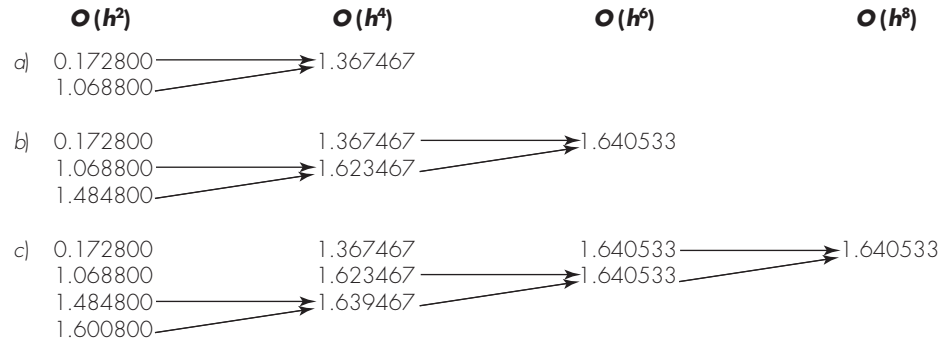 O (h²) O (h⁴) O (h⁶) O (h⁸)
a) 0.172800 1.367467
1.068800
b) 0.172800 1.367467 1.640533
1.068800 1.623467
1.484800
c) 0.172800 1.367467 1.640533 1.640533
1.068800 1.623467 1.640533
1.484800 1.639467
1.600800